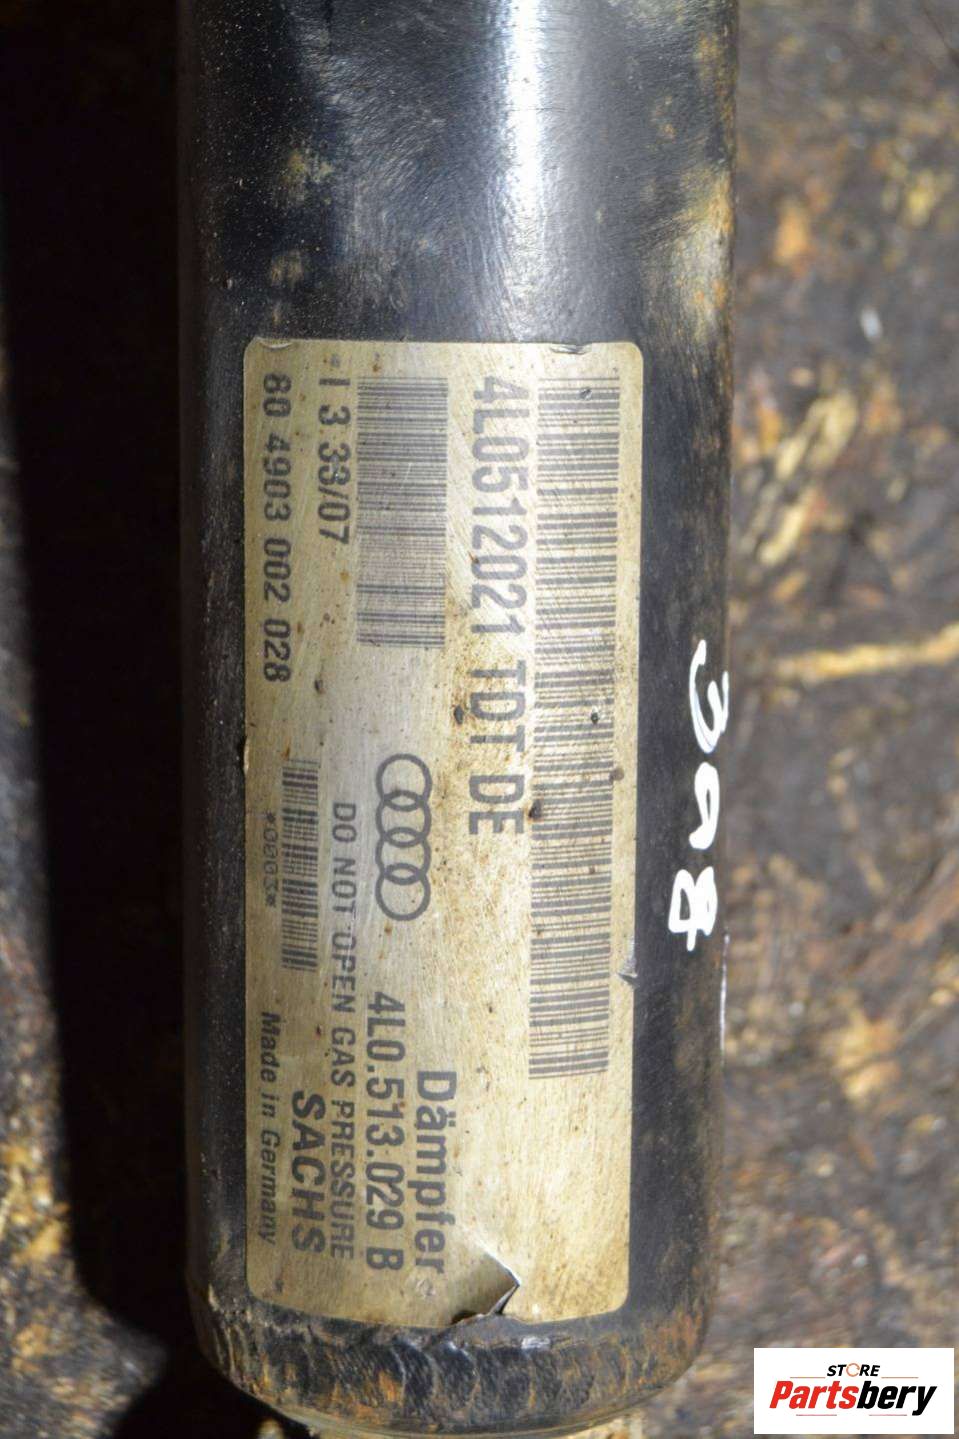 4L0512021 TDT DE
Dämpfer
4L0.513.029 B
I 3 33/07
DO NOT OPEN GAS PRESSURE
SACHS
80 4903 002 028
*0003*
Made in Germany
STORE
Partsbery